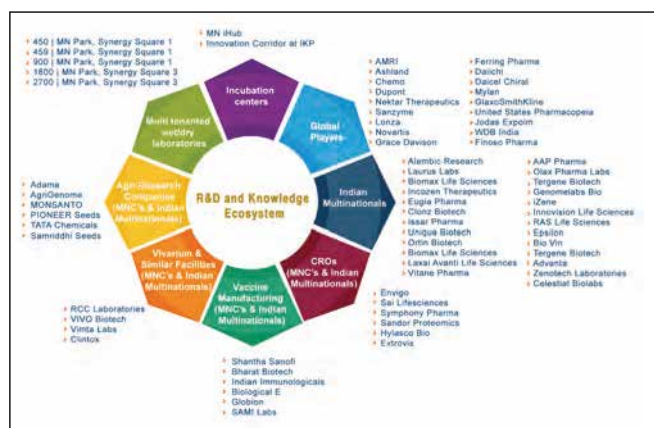 450 | MN Park, Synergy Square 1
459 | MN Park, Synergy Square 1
900 | MN Park, Synergy Square 1
1800 | MN Park, Synergy Square 3
2700 | MN Park, Synergy Square 3
MN iHub
Innovation Corridor at IKP
AMRI
Ashland
Chemo
Dupont
Nektar Therapeutics
Sanzyme
Lonza
Novartis
Grace Davison
Ferring Pharma
Daiichi
Daicel Chiral
Mylan
GlaxoSmithKline
United States Pharmacopeia
Jodas Expoim
WDB India
Finoso Pharma
Incubation
centers
Global
Players
Multi tenanted
wet/dry
laboratories
Agri Research
Companies
(MNC's & Indian
Multinationals)
R&D and Knowledge
Ecosystem
Indian
Multinationals
Vivarium &
Similar Facilities
(MNC's & Indian
Multinationals)
Vaccine
Manufacturing
(MNC's & Indian
Multinationals)
CROs
(MNC's & Indian
Multinationals)
Adama
AgriGenome
MONSANTO
PIONEER Seeds
TATA Chemicals
Samriddhi Seeds
Alembic Research
Laurus Labs
Biomax Life Sciences
Incozen Therapeutics
Eugia Pharma
Clonz Biotech
Issar Pharma
Unique Biotech
Ortin Biotech
Biomax Life Sciences
Laxai Avanti Life Sciences
Vitane Pharma
AAP Pharma
Olax Pharma Labs
Tergene Biotech
Genomelabs Bio
iZene
Innovision Life Sciences
RAS Life Sciences
Epsilon
Bio Vin
Tergene Biotech
Advanta
Zenotech Laboratories
Celestial Biolabs
RCC Laboratories
VIVO Biotech
Vimta Labs
Clintox
Envigo
Sai Lifesciences
Symphony Pharma
Sandor Proteomics
Hylasco Bio
Extrovis
Shantha Sanofi
Bharat Biotech
Indian Immunologicals
Biological E
Globion
SAMI Labs